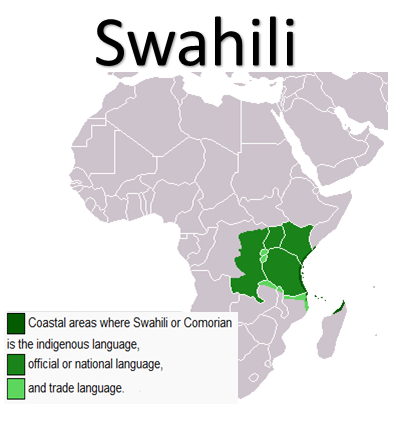 Swahili
Coastal areas where Swahili or Comorian
is the indigenous language,
official or national language,
and trade language.